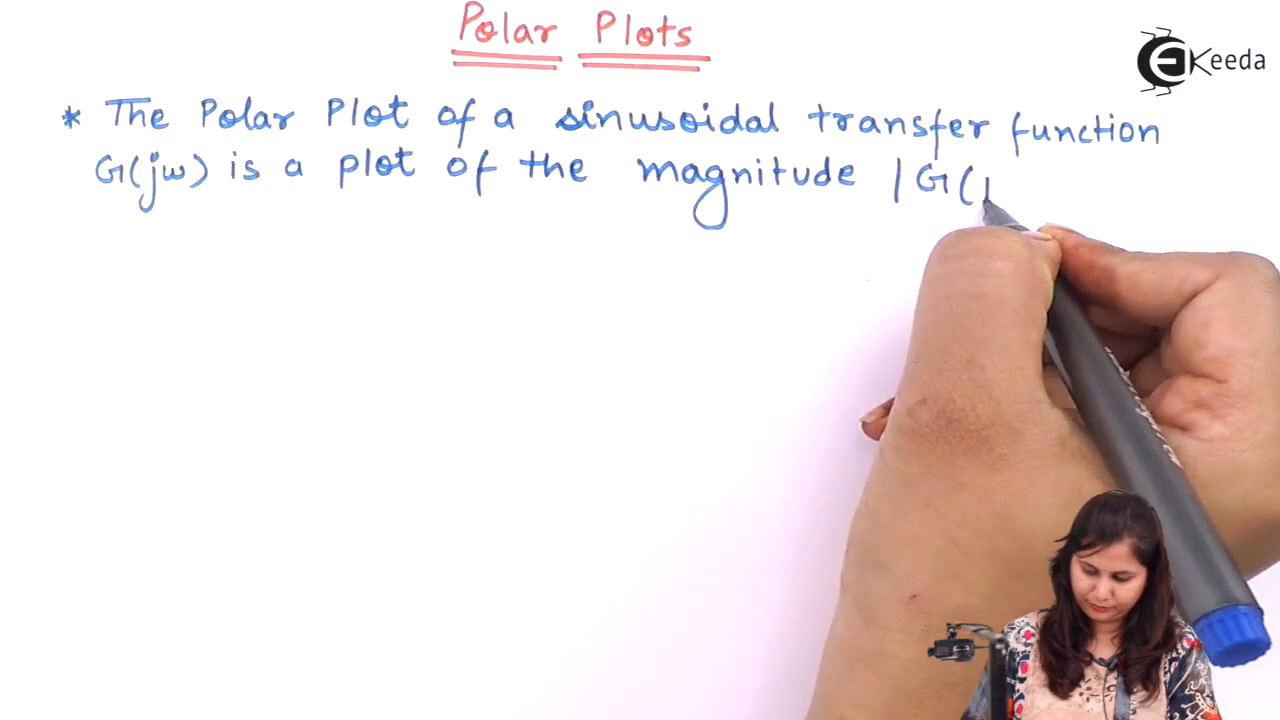 Polar Plots
EKeeda
* The Polar Plot of a sinusoidal transfer function
G(jω) is a plot of the magnitude |G(